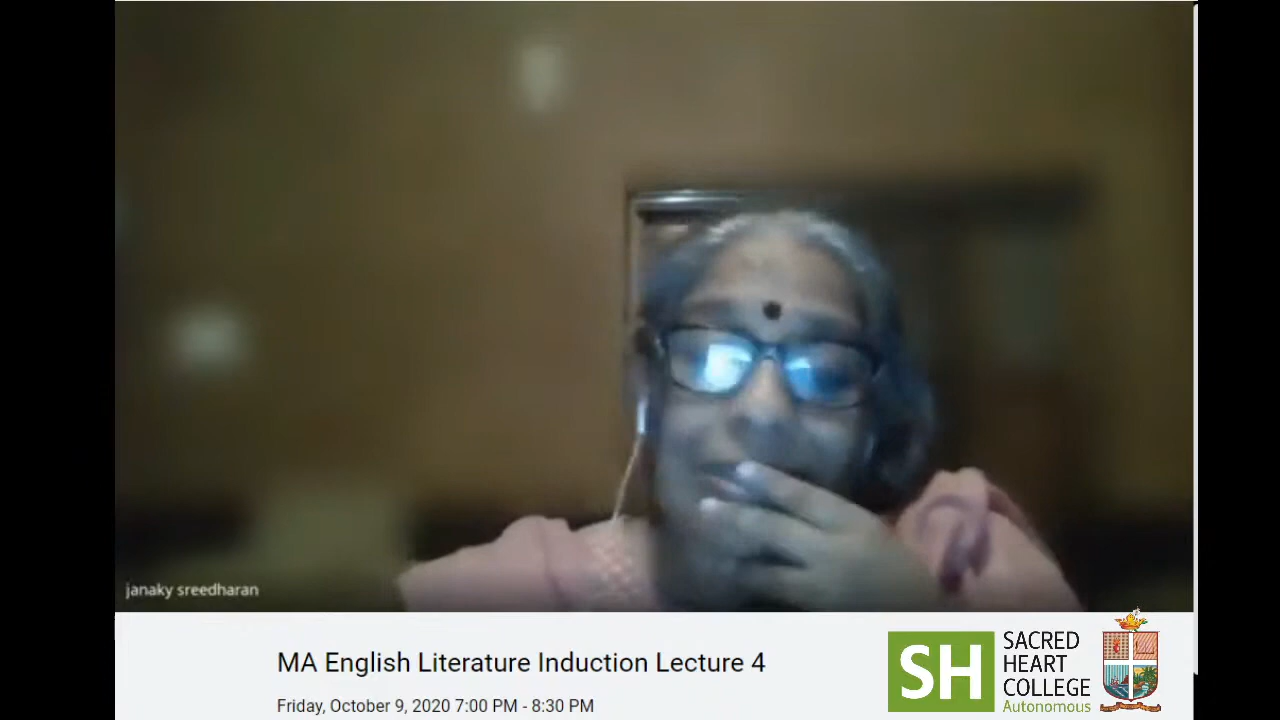 janaky sreedharan
MA English Literature Induction Lecture 4
Friday, October 9, 2020 7:00 PM - 8:30 PM
SH
SACRED
HEART
COLLEGE
Autonomous